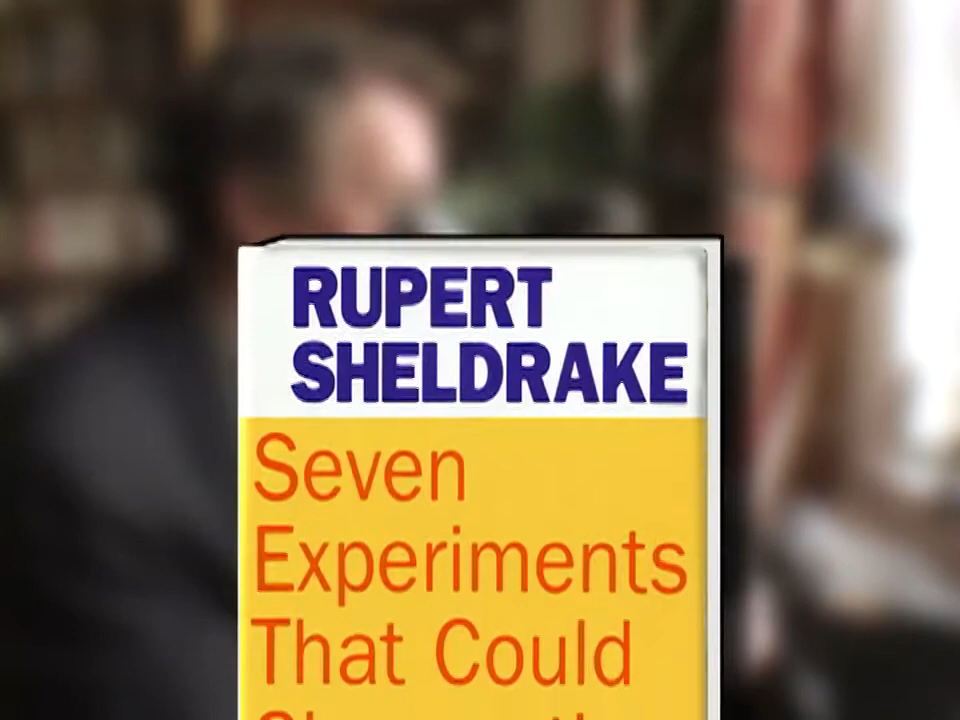 RUPERT
SHELDRAKE
Seven
Experiments
That Could